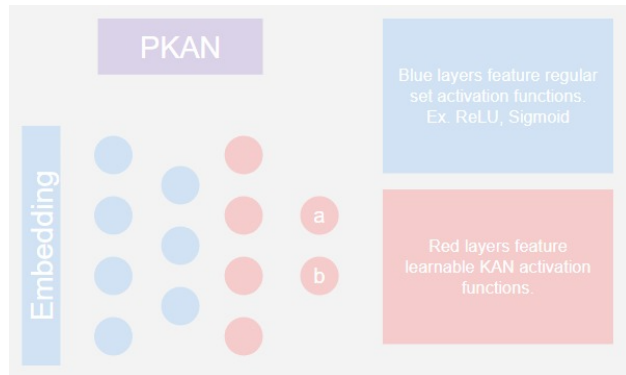 PKAN
Embedding
a
b
Blue layers feature regular
set activation functions.
Ex. ReLU, Sigmoid
Red layers feature
learnable KAN activation
functions.